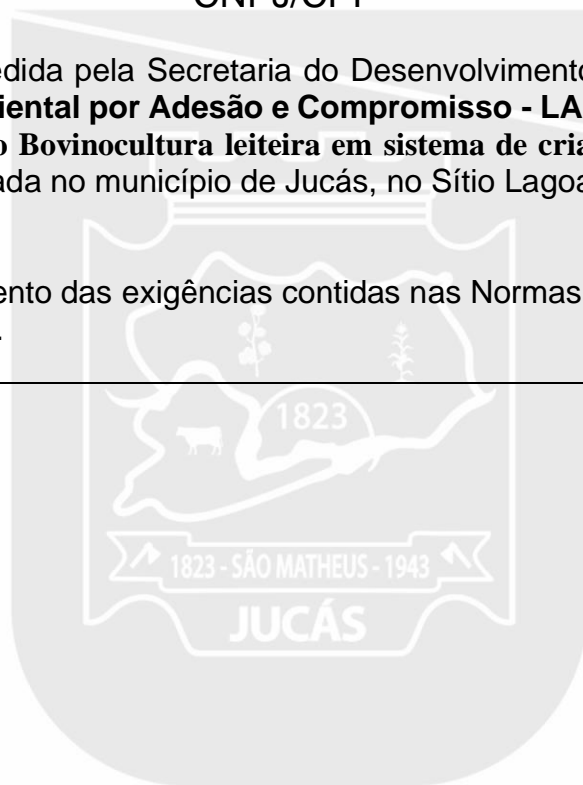 CNPJ/CPF
edida pela Secretaria do Desenvolvimento
iental por Adesão e Compromisso - LA
o Bovinocultura leiteira em sistema de cria
ada no município de Jucás, no Sítio Lagoa
ento das exigências contidas nas Normas
.
1823
1823 - SÃO MATHEUS - 1943
JUCÁS